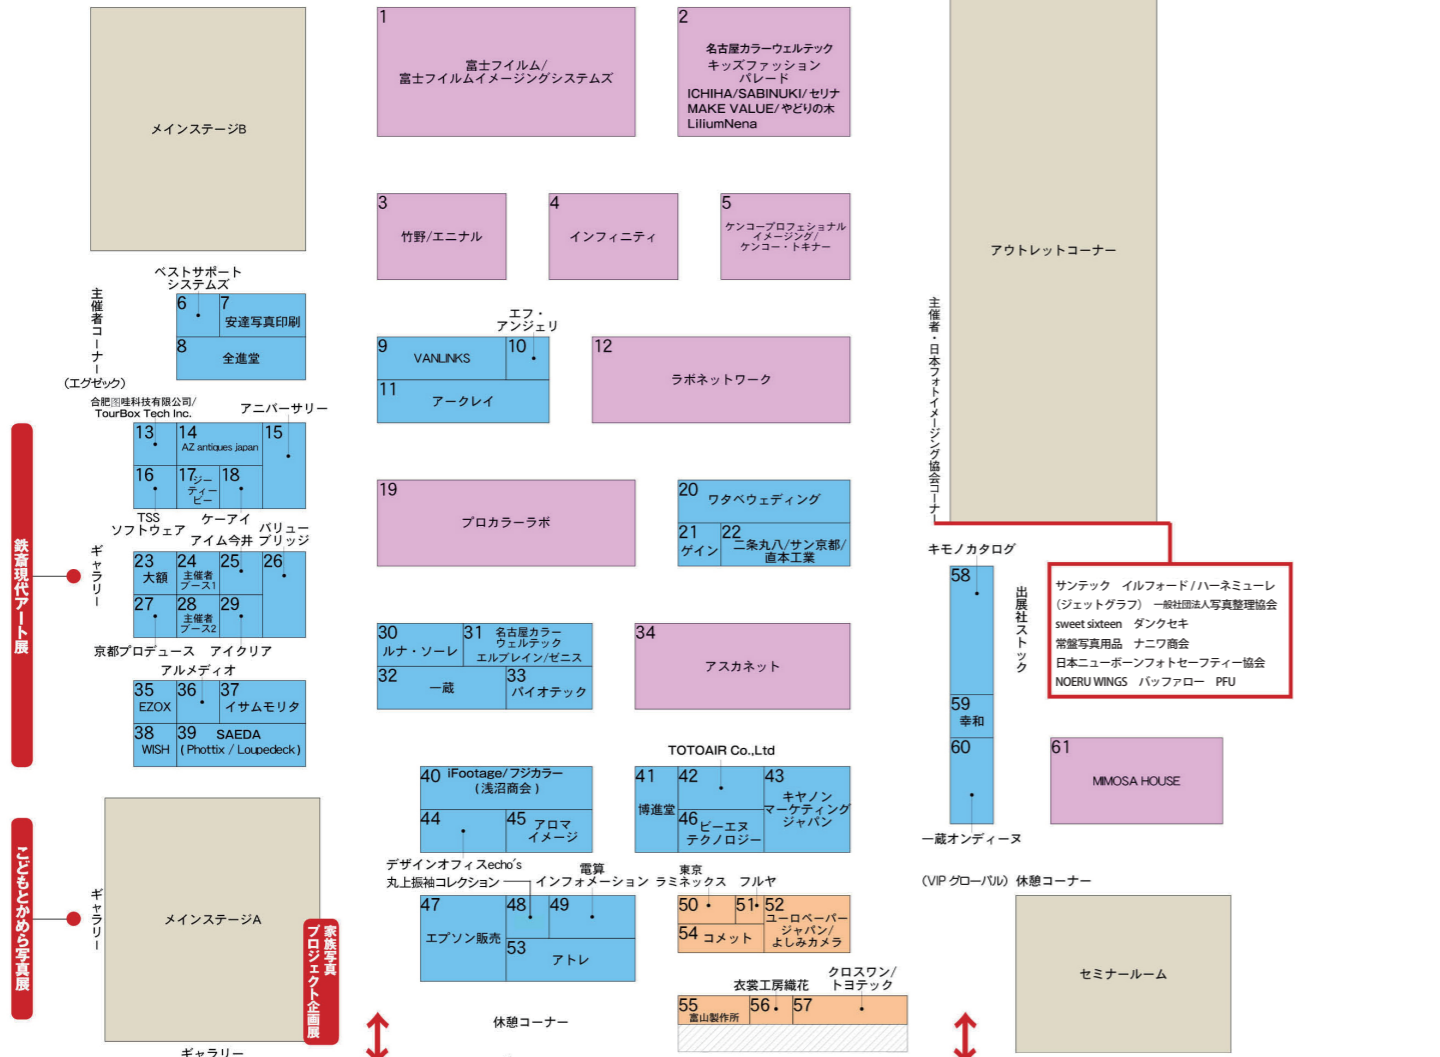 メインステージB
1
富士フイルム/
富士フイルムイメージングシステムズ
2
名古屋カラーウェルテック
キッズファッション
パレード
ICHIHA/SABINUKI/セリナ
MAKE VALUE/やどりの木
LiliumNena
アウトレットコーナー
3
竹野/エニナル
4
インフィニティ
5
ケンコープロフェショナル
イメージング/
ケンコー・トキナー
主催者コーナー
(エグゼック)
ベストサポート
システムズ
6
7
安達写真印刷
8
全進堂
エフ・
アンジェリ
9
VANLINKS
10
11
アークレイ
12
ラボネットワーク
主催者・日本フォトイメージング協会コーナー
合肥图哇科技有限公司/
TourBox Tech Inc.
アニバーサリー
13
14
AZ antiques japan
15
16
17
ジー
ティー
ピー
18
TSS
ソフトウェア
ケーアイ
19
プロカラーラボ
20
ワタベウェディング
21
ゲイン
22
二条丸八/サン京都/
直本工業
鉄斎現代アート展
ギャラリー
アイム今井
バリュー
ブリッジ
23
大額
24
主催者
ブース1
25
26
27
28
主催者
ブース2
29
京都プロデュース
アイクリア
30
ルナ・ソーレ
31
名古屋カラー
ウェルテック
エルブレイン/ゼニス
32
一蔵
33
バイオテック
34
アスカネット
キモノカタログ
58
59
幸和
60
一蔵オンディーヌ
出展社ストック
サンテック イルフォード/ハーネミューレ
(ジェットグラフ) 一般社団法人写真整理協会
sweet sixteen ダンクセキ
常盤写真用品 ナニワ商会
日本ニューボーンフォトセーフティー協会
NOERU WINGS バッファロー PFU
アルメディオ
35
EZOX
36
37
イサムモリタ
38
WISH
39
SAEDA
(Phottix / Loupedeck)
40
iFootage/フジカラー
(浅沼商会)
44
45
アロマ
イメージ
デザインオフィスecho's
TOTOAIR Co.,Ltd
41
博進堂
42
43
キヤノン
マーケティング
ジャパン
46
ピーエヌ
テクノロジー
61
MIMOSA HOUSE
こどもとかめら写真展
ギャラリー
メインステージA
家族写真
プロジェクト企画展
ギャラリー
丸上振袖コレクション
電算
インフォメーション
47
エプソン販売
48
49
53
アトレ
東京
ラミネックス
フルヤ
50
51
52
ユーロペーパー
ジャパン/
よしみカメラ
54
コメット
(VIP グローバル) 休憩コーナー
セミナールーム
衣裳工房織花
クロスワン/
トヨテック
55
富山製作所
56
57
休憩コーナー